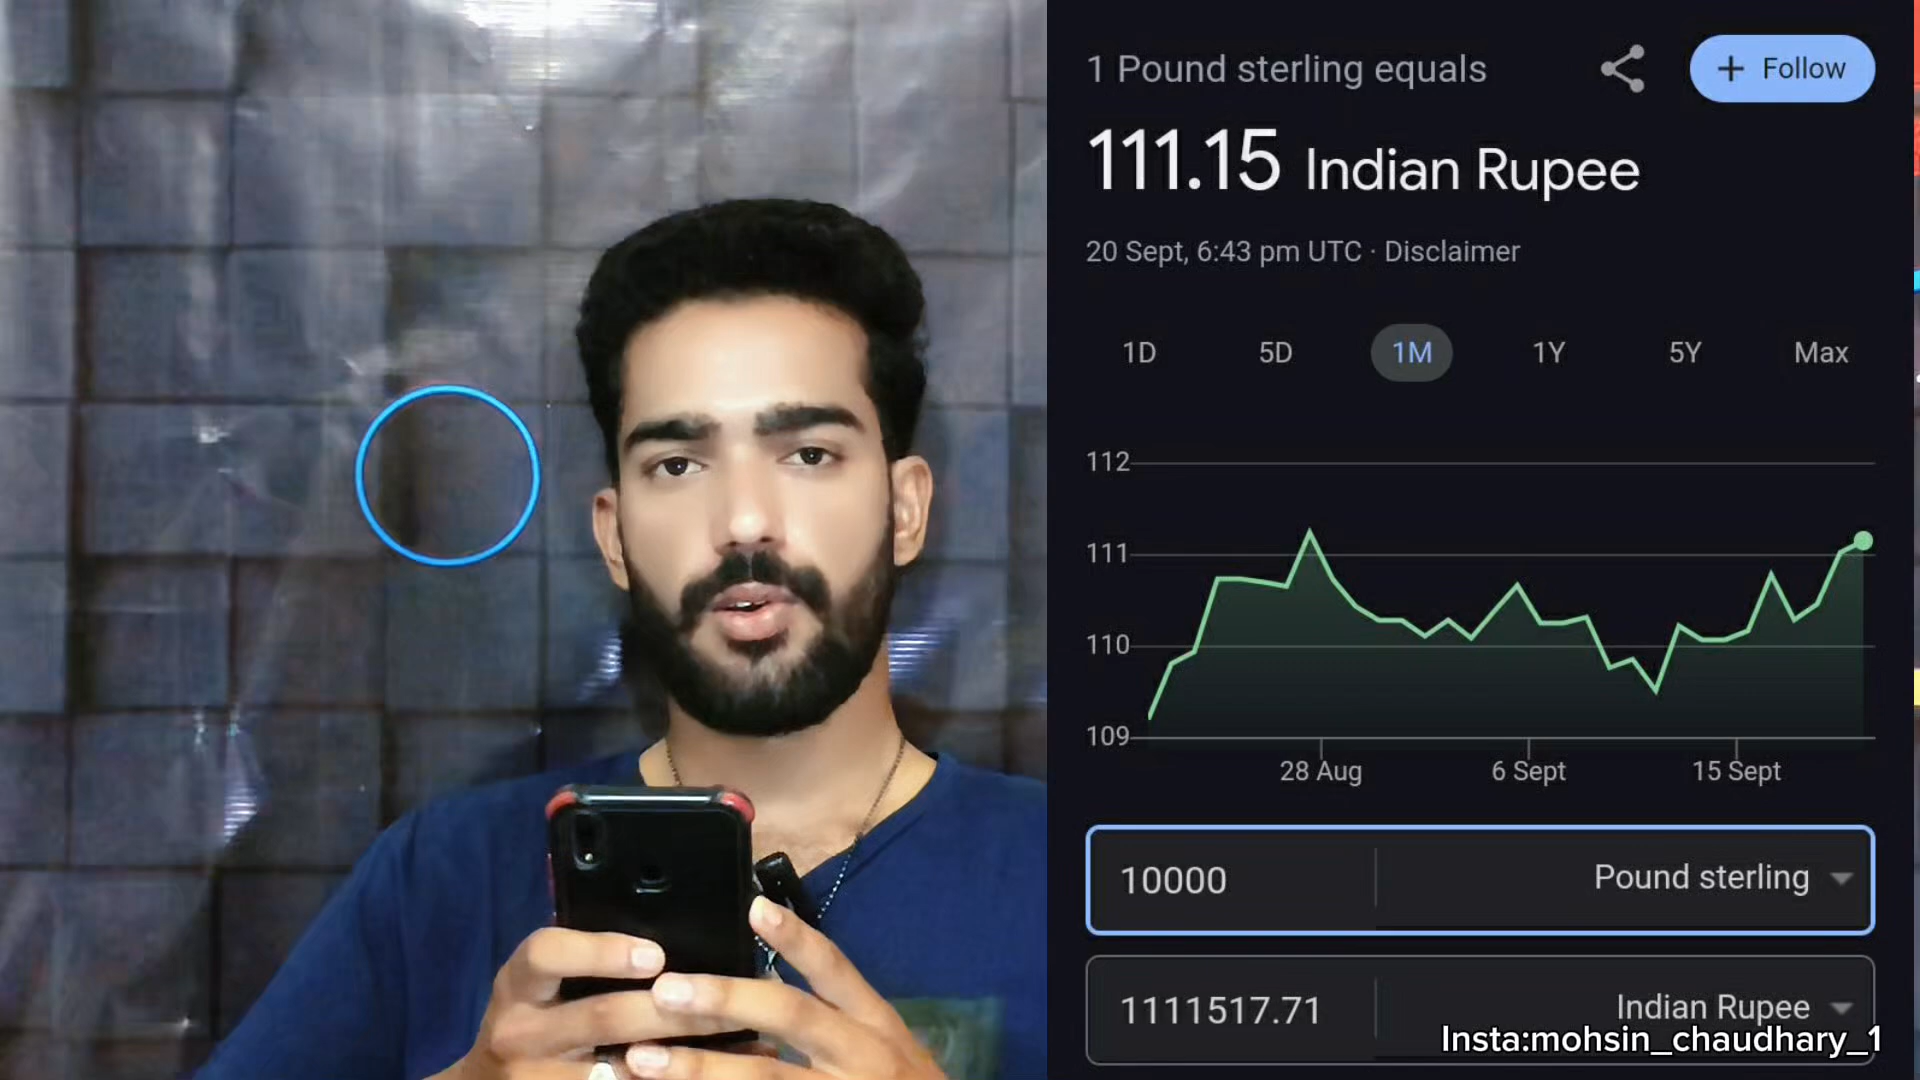 1 Pound sterling equals
+ Follow
111.15 Indian Rupee
20 Sept, 6:43 pm UTC · Disclaimer
1D 5D 1M 1Y 5Y Max
112
111
110
109
28 Aug 6 Sept 15 Sept
10000 Pound sterling
1111517.71 Indian Rupee
Insta:mohsin_chaudhary_1